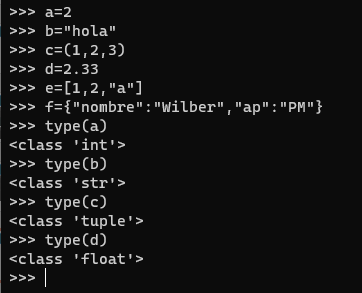 >>> a=2
>>> b="hola"
>>> c=(1,2,3)
>>> d=2.33
>>> e=[1,2,"a"]
>>> f={"nombre":"Wilber","ap":"PM"}
>>> type(a)
<class 'int'>
>>> type(b)
<class 'str'>
>>> type(c)
<class 'tuple'>
>>> type(d)
<class 'float'>
>>>